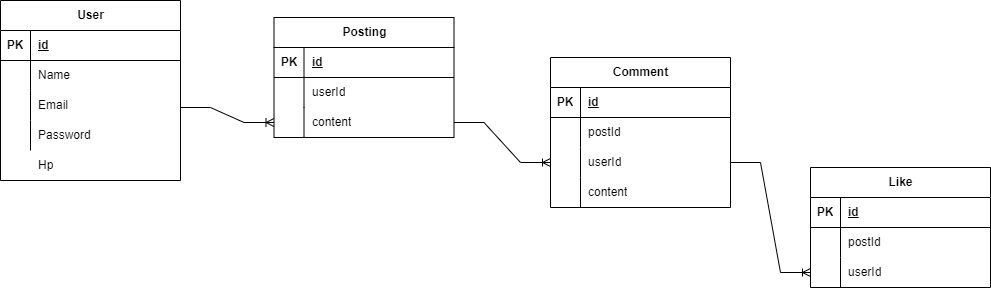 User
PK id
Name
Email
Password
Hp
Posting
PK id
userId
content
Comment
PK id
postId
userId
content
Like
PK id
postId
userId